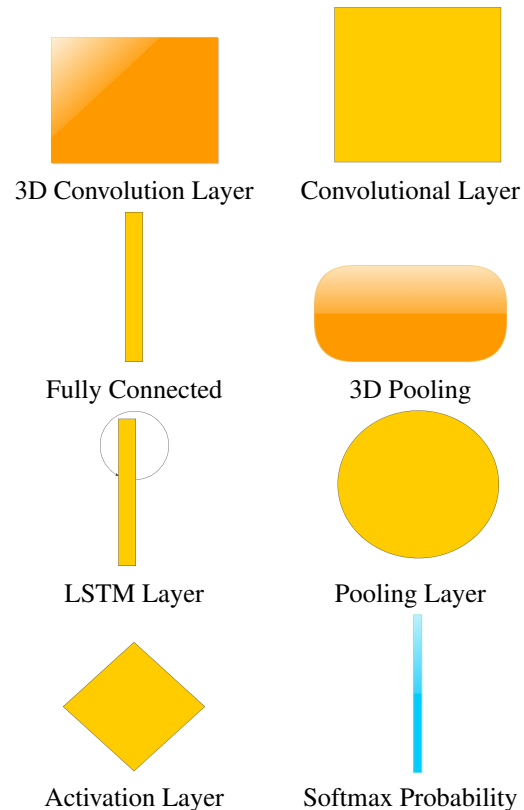 3D Convolution Layer
Convolutional Layer
Fully Connected
3D Pooling
LSTM Layer
Pooling Layer
Activation Layer
Softmax Probability